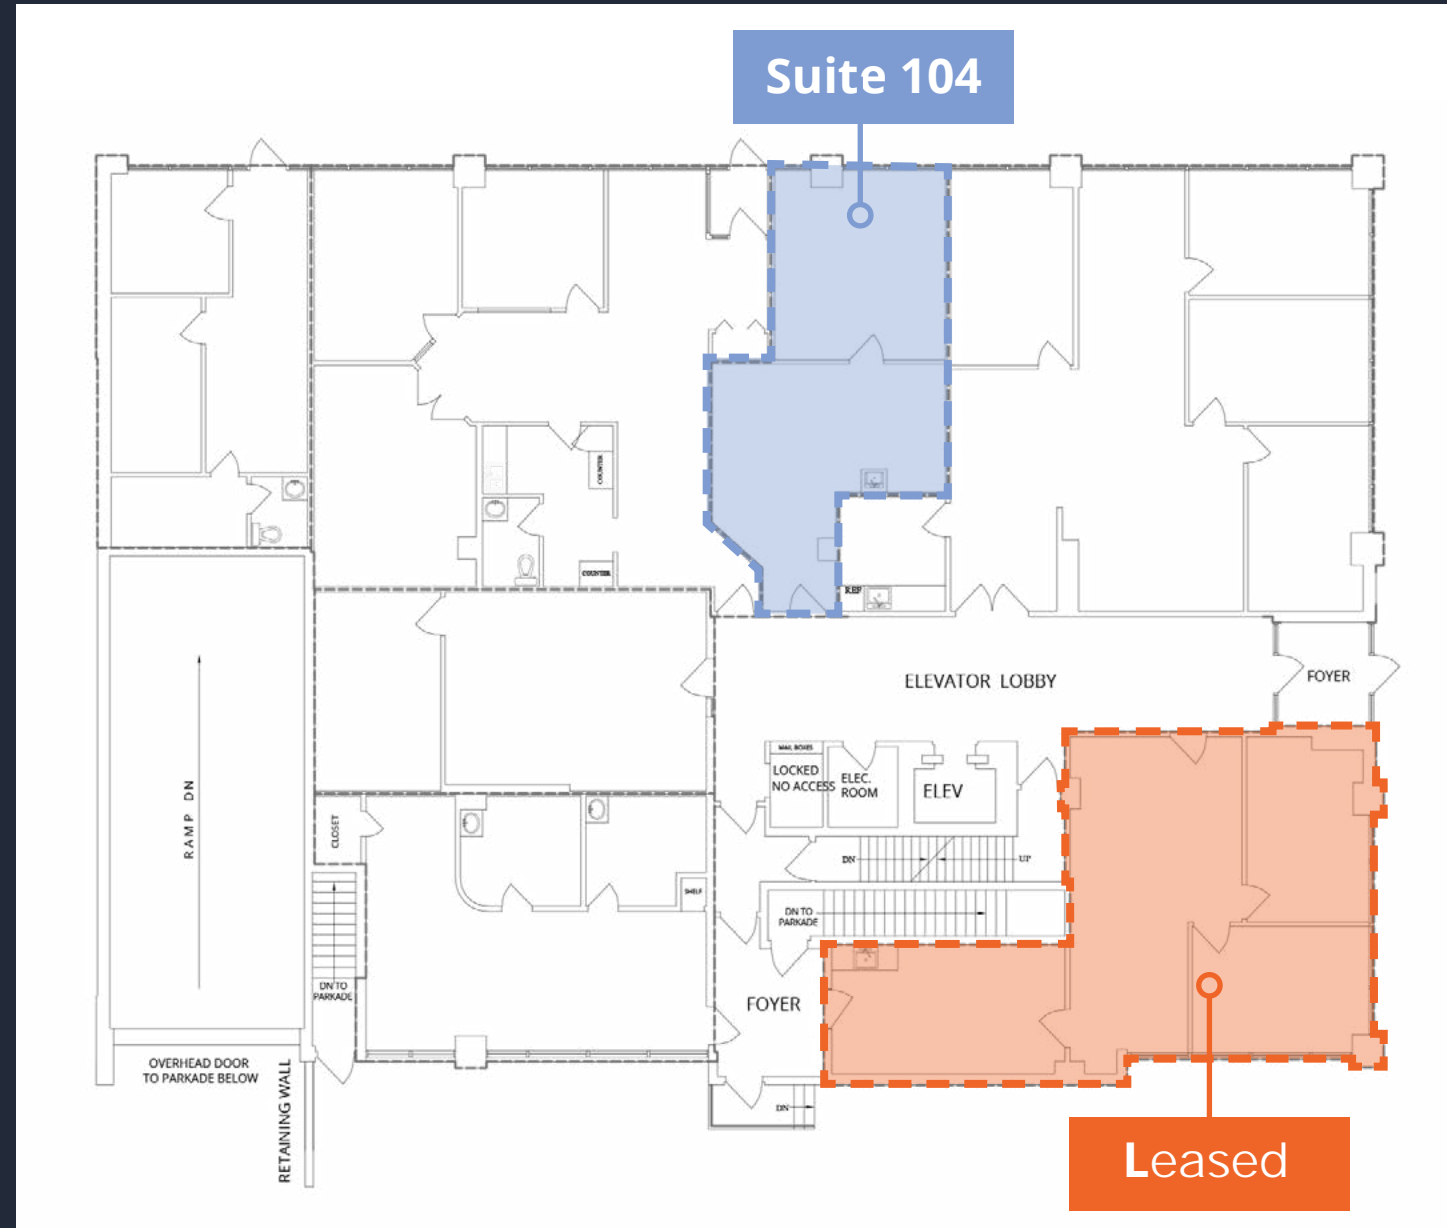 Suite 104
COUNTER
COUNTER
REF
ELEVATOR LOBBY
FOYER
MAIL BOXES
LOCKED
NO ACCESS
ELEC.
ROOM
ELEV
RAMP DN
CLOSET
DN
UP
SHELF
DN TO
PARKADE
DN TO
PARKADE
FOYER
OVERHEAD DOOR
TO PARKADE BELOW
RETAINING WALL
DN
Leased